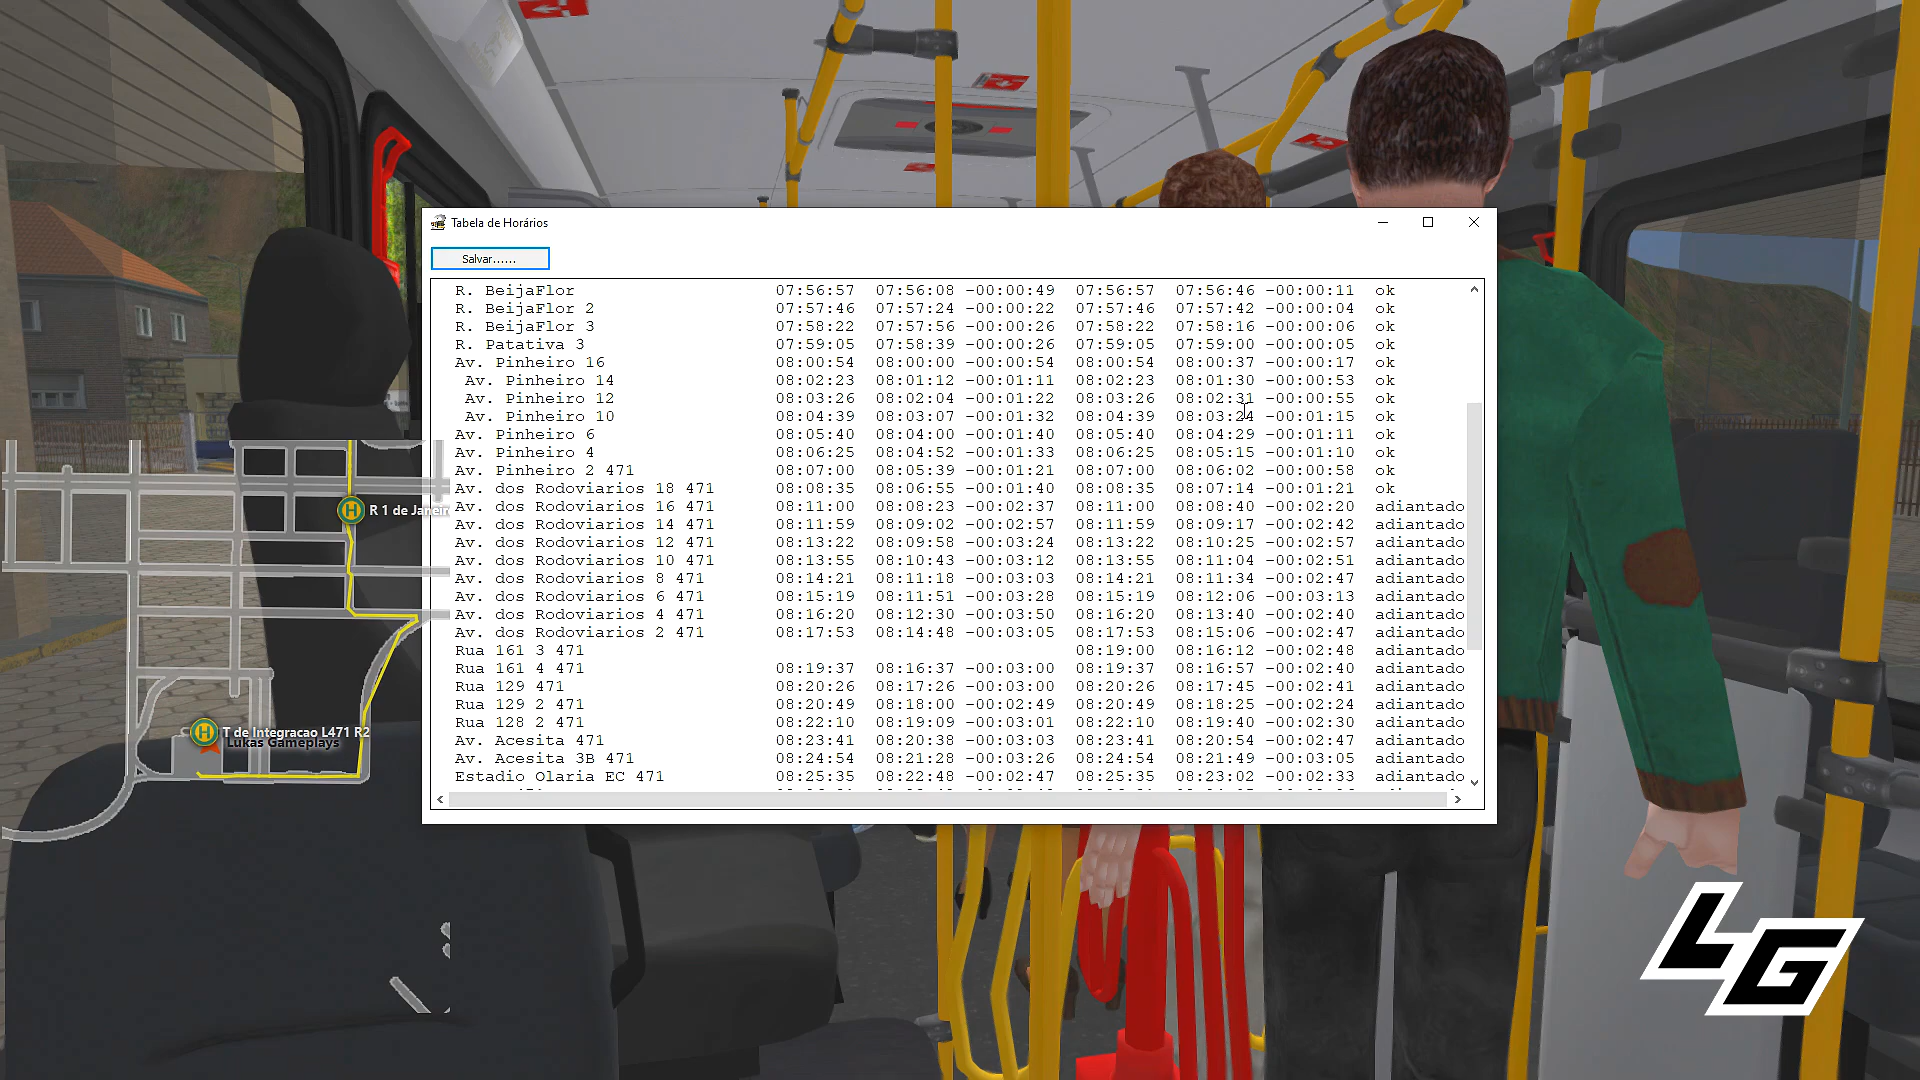 Tabela de Horários
Salvar......
R. BeijaFlor 07:56:57 07:56:08 -00:00:49 07:56:57 07:56:46 -00:00:11 ok
R. BeijaFlor 2 07:57:46 07:57:24 -00:00:22 07:57:46 07:57:42 -00:00:04 ok
R. BeijaFlor 3 07:58:22 07:57:56 -00:00:26 07:58:22 07:58:16 -00:00:06 ok
R. Patativa 3 07:59:05 07:58:39 -00:00:26 07:59:05 07:59:00 -00:00:05 ok
Av. Pinheiro 16 08:00:54 08:00:00 -00:00:54 08:00:54 08:00:37 -00:00:17 ok
Av. Pinheiro 14 08:02:23 08:01:12 -00:01:11 08:02:23 08:01:30 -00:00:53 ok
Av. Pinheiro 12 08:03:26 08:02:04 -00:01:22 08:03:26 08:02:31 -00:00:55 ok
Av. Pinheiro 10 08:04:39 08:03:07 -00:01:32 08:04:39 08:03:24 -00:01:15 ok
Av. Pinheiro 6 08:05:40 08:04:00 -00:01:40 08:05:40 08:04:29 -00:01:11 ok
Av. Pinheiro 4 08:06:25 08:04:52 -00:01:33 08:06:25 08:05:15 -00:01:10 ok
Av. Pinheiro 2 471 08:07:00 08:05:39 -00:01:21 08:07:00 08:06:02 -00:00:58 ok
Av. dos Rodoviarios 18 471 08:08:35 08:06:55 -00:01:40 08:08:35 08:07:14 -00:01:21 ok
Av. dos Rodoviarios 16 471 08:11:00 08:08:23 -00:02:37 08:11:00 08:08:40 -00:02:20 adiantado
Av. dos Rodoviarios 14 471 08:11:59 08:09:02 -00:02:57 08:11:59 08:09:17 -00:02:42 adiantado
Av. dos Rodoviarios 12 471 08:13:22 08:09:58 -00:03:24 08:13:22 08:10:25 -00:02:57 adiantado
Av. dos Rodoviarios 10 471 08:13:55 08:10:43 -00:03:12 08:13:55 08:11:04 -00:02:51 adiantado
Av. dos Rodoviarios 8 471 08:14:21 08:11:18 -00:03:03 08:14:21 08:11:34 -00:02:47 adiantado
Av. dos Rodoviarios 6 471 08:15:19 08:11:51 -00:03:28 08:15:19 08:12:06 -00:03:13 adiantado
Av. dos Rodoviarios 4 471 08:16:20 08:12:30 -00:03:50 08:16:20 08:13:40 -00:02:40 adiantado
Av. dos Rodoviarios 2 471 08:17:53 08:14:48 -00:03:05 08:17:53 08:15:06 -00:02:47 adiantado
Rua 161 3 471 08:19:00 08:16:12 -00:02:48 adiantado
Rua 161 4 471 08:19:37 08:16:37 -00:03:00 08:19:37 08:16:57 -00:02:40 adiantado
Rua 129 471 08:20:26 08:17:26 -00:03:00 08:20:26 08:17:45 -00:02:41 adiantado
Rua 129 2 471 08:20:49 08:18:00 -00:02:49 08:20:49 08:18:25 -00:02:24 adiantado
Rua 128 2 471 08:22:10 08:19:09 -00:03:01 08:22:10 08:19:40 -00:02:30 adiantado
Av. Acesita 471 08:23:41 08:20:38 -00:03:03 08:23:41 08:20:54 -00:02:47 adiantado
Av. Acesita 3B 471 08:24:54 08:21:28 -00:03:26 08:24:54 08:21:49 -00:03:05 adiantado
Estadio Olaria EC 471 08:25:35 08:22:48 -00:02:47 08:25:35 08:23:02 -00:02:33 adiantado
H R 1 de Janeir
H T de Integracao L471 R2
Lukas Gameplays
LG